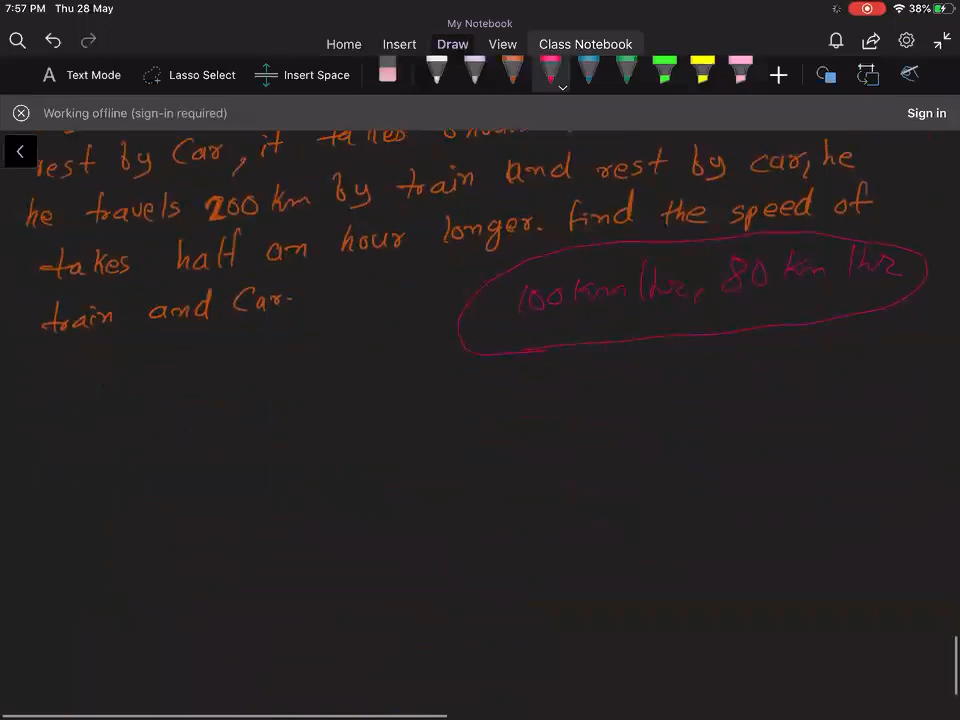 7:57 PM Thu 28 May
38%
My Notebook
Home Insert Draw View Class Notebook
Text Mode Lasso Select Insert Space
Working offline (sign-in required) Sign in
rest by Car, it takes
he travels 200 km by train and rest by car, he
takes half an hour longer. find the speed of
train and Car.
100 km/hr, 80 km/hr